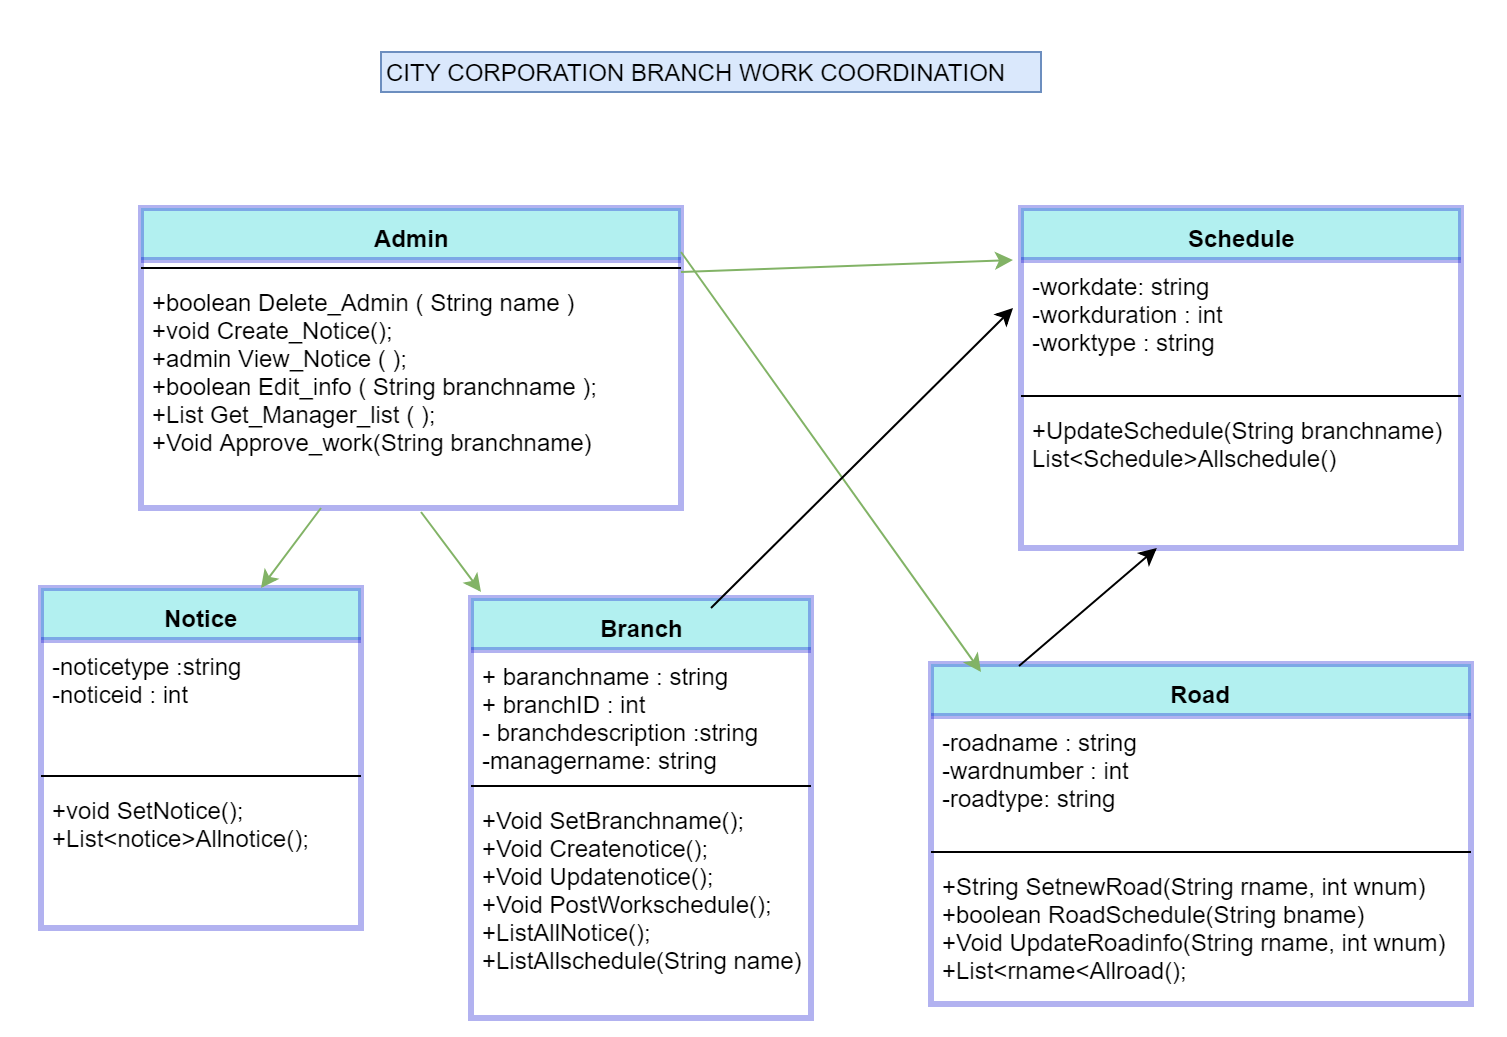 CITY CORPORATION BRANCH WORK COORDINATION
Admin
+boolean Delete_Admin ( String name )
+void Create_Notice();
+admin View_Notice ( );
+boolean Edit_info ( String branchname );
+List Get_Manager_list ( );
+Void Approve_work(String branchname)
Schedule
-workdate: string
-workduration : int
-worktype : string
+UpdateSchedule(String branchname)
List<Schedule>Allschedule()
Notice
-noticetype :string
-noticeid : int
+void SetNotice();
+List<notice>Allnotice();
Branch
+ baranchname : string
+ branchID : int
- branchdescription :string
-managername: string
+Void SetBranchname();
+Void Createnotice();
+Void Updatenotice();
+Void PostWorkschedule();
+ListAllNotice();
+ListAllschedule(String name)
Road
-roadname : string
-wardnumber : int
-roadtype: string
+String SetnewRoad(String rname, int wnum)
+boolean RoadSchedule(String bname)
+Void UpdateRoadinfo(String rname, int wnum)
+List<rname<Allroad();